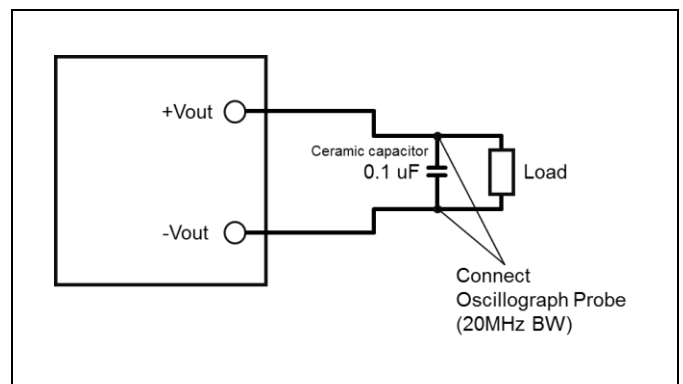 +Vout
Ceramic capacitor
0.1 uF
Load
-Vout
Connect
Oscillograph Probe
(20MHz BW)